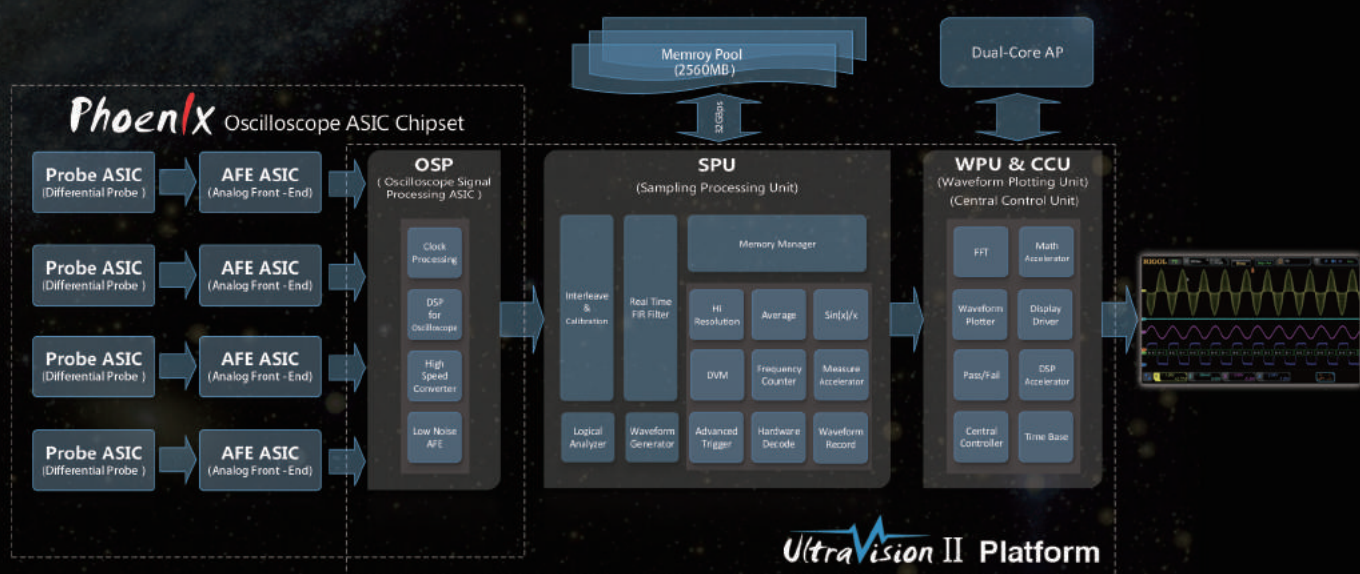 Memroy Pool
(2560MB)
Dual-Core AP
32GBps
PhoenIx Oscilloscope ASIC Chipset
Probe ASIC
(Differential Probe )
AFE ASIC
(Analog Front -End)
Probe ASIC
(Differential Probe )
AFE ASIC
(Analog Front -End)
Probe ASIC
(Differential Probe )
AFE ASIC
(Analog Front -End)
Probe ASIC
(Differential Probe )
AFE ASIC
(Analog Front -End)
OSP
( Oscilloscope Signal
Processing ASIC )
Clock
Processing
DSP
for
Oscilloscope
High
Speed
Converter
Low Noise
AFE
SPU
(Sampling Processing Unit)
Interleave
&
Calibration
Real Time
FIR Filter
Memory Manager
Hi
Resolution
Average
Sin(x)/x
DVM
Frequency
Counter
Measure
Accelerator
Logical
Analyzer
Waveform
Generator
Advanced
Trigger
Hardware
Decode
Waveform
Record
WPU & CCU
(Waveform Plotting Unit)
(Central Control Unit)
FFT
Math
Accelerator
Waveform
Plotter
Display
Driver
Pass/Fail
DSP
Accelerator
Central
Controller
Time Base
RIGOL
UltraVision II Platform